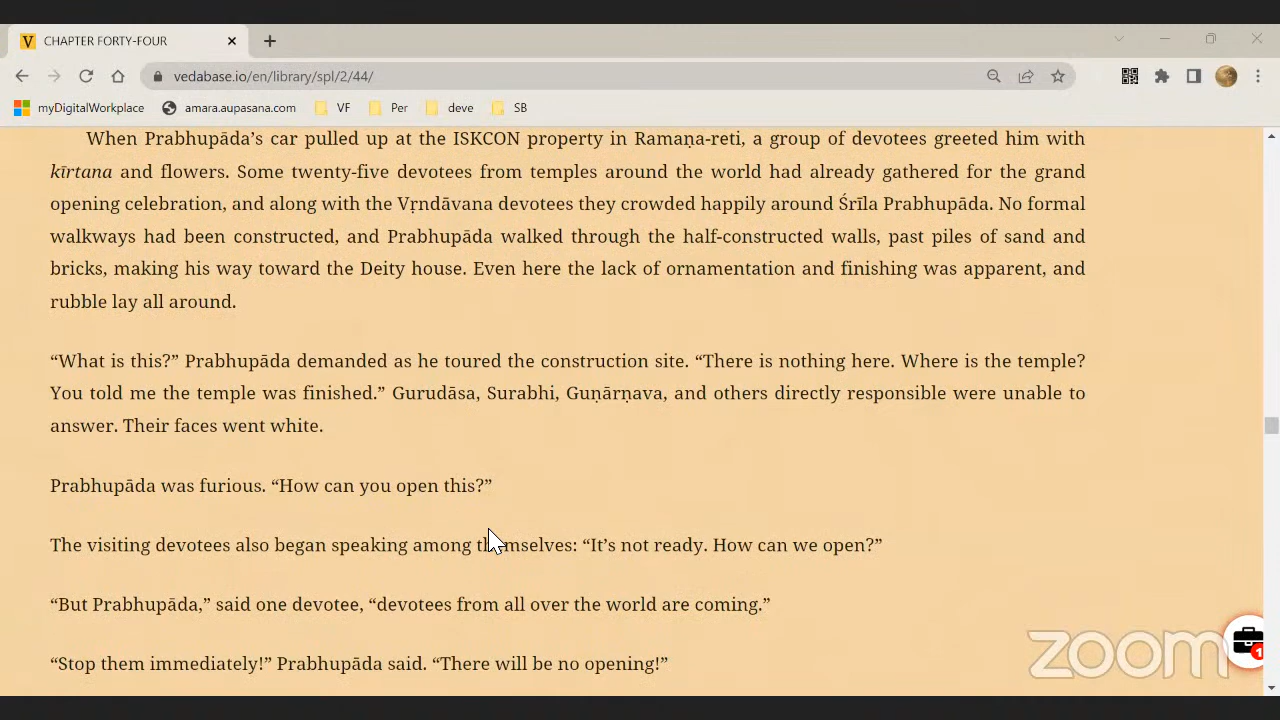 CHAPTER FORTY-FOUR
vedabase.io/en/library/spl/2/44/
myDigitalWorkplace amara.aupasana.com VF Per deve SB
When Prabhupāda’s car pulled up at the ISKCON property in Ramaṇa-reti, a group of devotees greeted him with
kīrtana and flowers. Some twenty-five devotees from temples around the world had already gathered for the grand
opening celebration, and along with the Vṛndāvana devotees they crowded happily around Śrīla Prabhupāda. No formal
walkways had been constructed, and Prabhupāda walked through the half-constructed walls, past piles of sand and
bricks, making his way toward the Deity house. Even here the lack of ornamentation and finishing was apparent, and
rubble lay all around.
“What is this?” Prabhupāda demanded as he toured the construction site. “There is nothing here. Where is the temple?
You told me the temple was finished.” Gurudāsa, Surabhi, Guṇārṇava, and others directly responsible were unable to
answer. Their faces went white.
Prabhupāda was furious. “How can you open this?”
The visiting devotees also began speaking among themselves: “It’s not ready. How can we open?”
“But Prabhupāda,” said one devotee, “devotees from all over the world are coming.”
“Stop them immediately!” Prabhupāda said. “There will be no opening!”
zoom
1